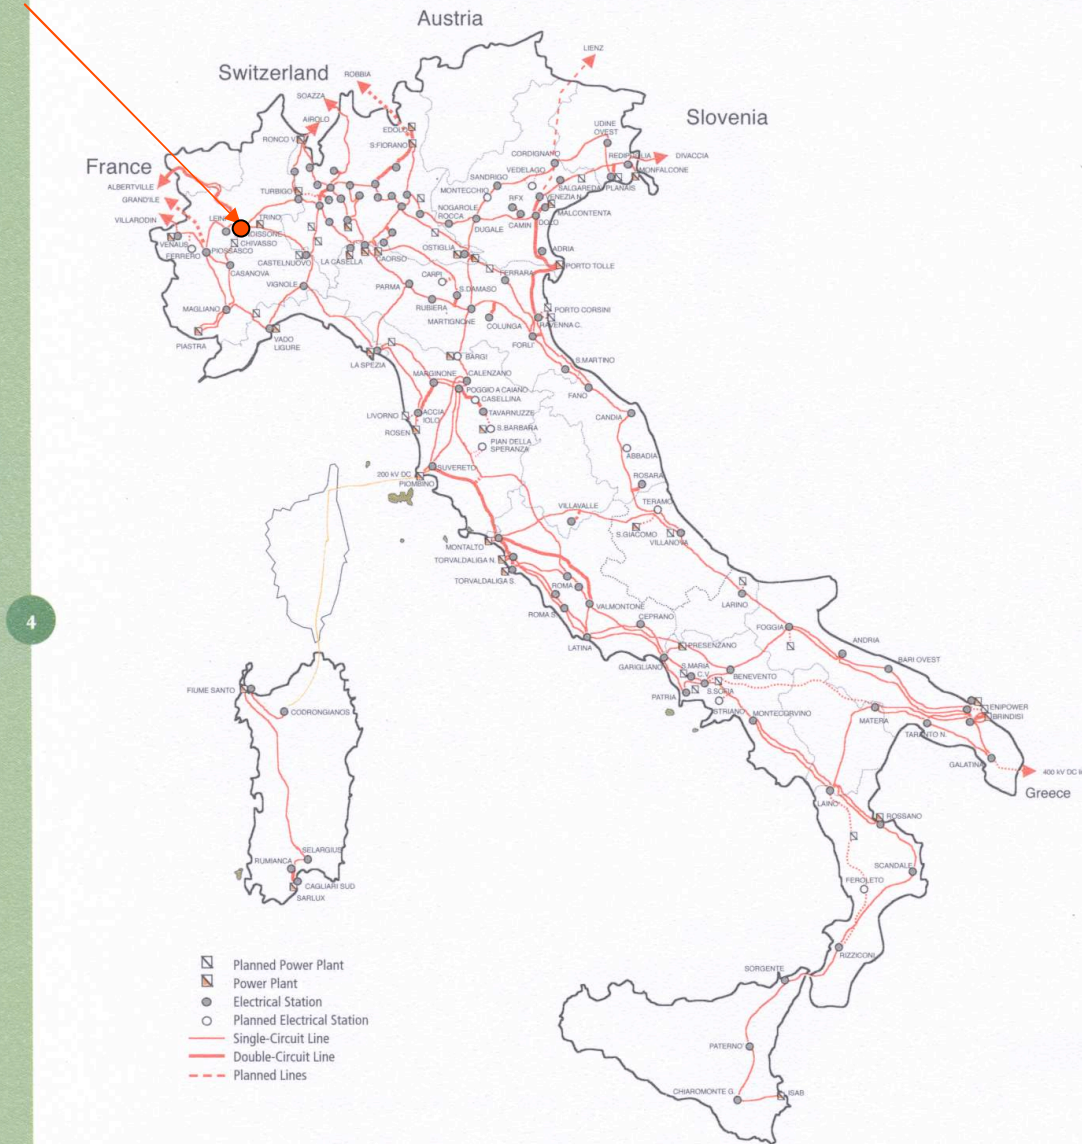 Austria
LIENZ
Switzerland
ROBBIA
SOAZZA
AIROLO
EDOLO
S.FIORANO
RONCO V.
Slovenia
UDINE
OVEST
REDIPUGLIA
DIVACCIA
MONFALCONE
CORDIGNANO
VEDELAGO
SANDRIGO
SALGAREDA
PLANAIS
MONTECCHIO
VENEZIA N.
RFX
MALCONTENTA
NOGAROLE
ROCCA
CAMIN
DOLO
DUGALE
France
ALBERTVILLE
GRAND'ILE
VILLARODIN
TURBIGO
LEINI
TRINO
RONDISSONE
CHIVASSO
VENAUS
FERRERO
PIOSSASCO
CASANOVA
CASTELNUOVO
LA CASELLA
CAORSO
OSTIGLIA
ADRIA
PORTO TOLLE
FERRARA
VIGNOLE
PARMA
CARPI
S.DAMASO
RUBIERA
MARTIGNONE
COLUNGA
PORTO CORSINI
RAVENNA C.
FORLI'
MAGLIANO
PIASTRA
VADO
LIGURE
LA SPEZIA
BARGI
S.MARTINO
FANO
MARGINONE
CALENZANO
POGGIO A CAIANO
CASELLINA
TAVARNUZZE
S.BARBARA
PIAN DELLA
SPERANZA
LIVORNO
ACCIA
IOLO
ROSEN
CANDIA
ABBADIA
ROSARA
TERAMO
200 kV DC
SUVERETO
PIOMBINO
VILLAVALLE
S.GIACOMO
VILLANOVA
MONTALTO
TORVALDALIGA N.
TORVALDALIGA S.
ROMA
ROMA S.
VALMONTONE
LARINO
CEPRANO
LATINA
4
FOGGIA
PRESENZANO
GARIGLIANO
S.MARIA
C.V.
ANDRIA
BARI OVEST
BENEVENTO
PATRIA
S.SOFIA
STRIANO
MONTECORVINO
MATERA
ENIPOWER
BRINDISI
TARANTO N.
GALATINA
400 kV DC
Greece
FIUME SANTO
CODRONGIANOS
LAINO
ROSSANO
SCANDALE
FEROLETO
SELARGIUS
RUMIANCA
CAGLIARI SUD
SARLUX
RIZZICONI
SORGENTE
PATERNO'
CHIAROMONTE G.
ISAB
Planned Power Plant
Power Plant
Electrical Station
Planned Electrical Station
Single-Circuit Line
Double-Circuit Line
Planned Lines